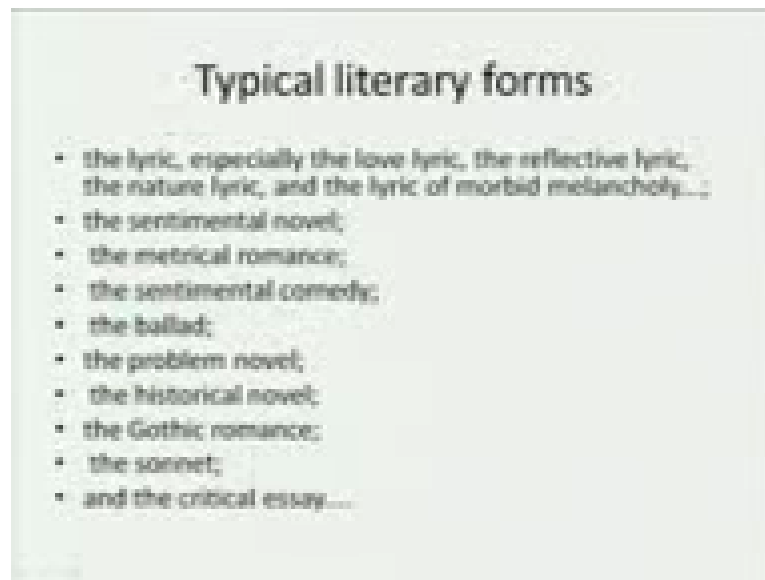 Typical literary forms
• the lyric, especially the love lyric, the reflective lyric,
the nature lyric, and the lyric of morbid melancholy...;
• the sentimental novel;
• the metrical romance;
• the sentimental comedy;
• the ballad;
• the problem novel;
• the historical novel;
• the Gothic romance;
• the sonnet;
• and the critical essay....